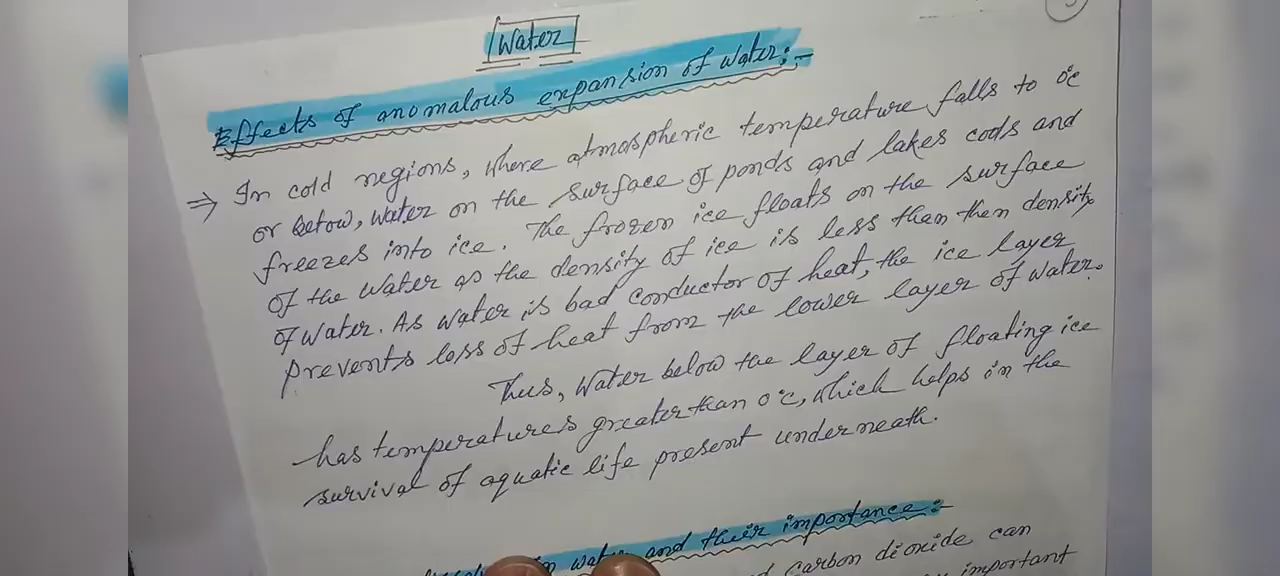 Water
Effects of anomalous expansion of water:-
⇒ In cold regions, where atmospheric temperature falls to 0°c
or below, water on the surface of ponds and lakes cools and
freezes into ice. The frozen ice floats on the surface
of the water as the density of ice is less than then density
of water. As water is bad conductor of heat, the ice layer
prevents loss of heat from the lower layer of water.
Thus, water below the layer of floating ice
has temperatures greater than 0°c, which helps in the
survival of aquatic life present underneath.
in water and their importance:-
carbon dioxide can
important